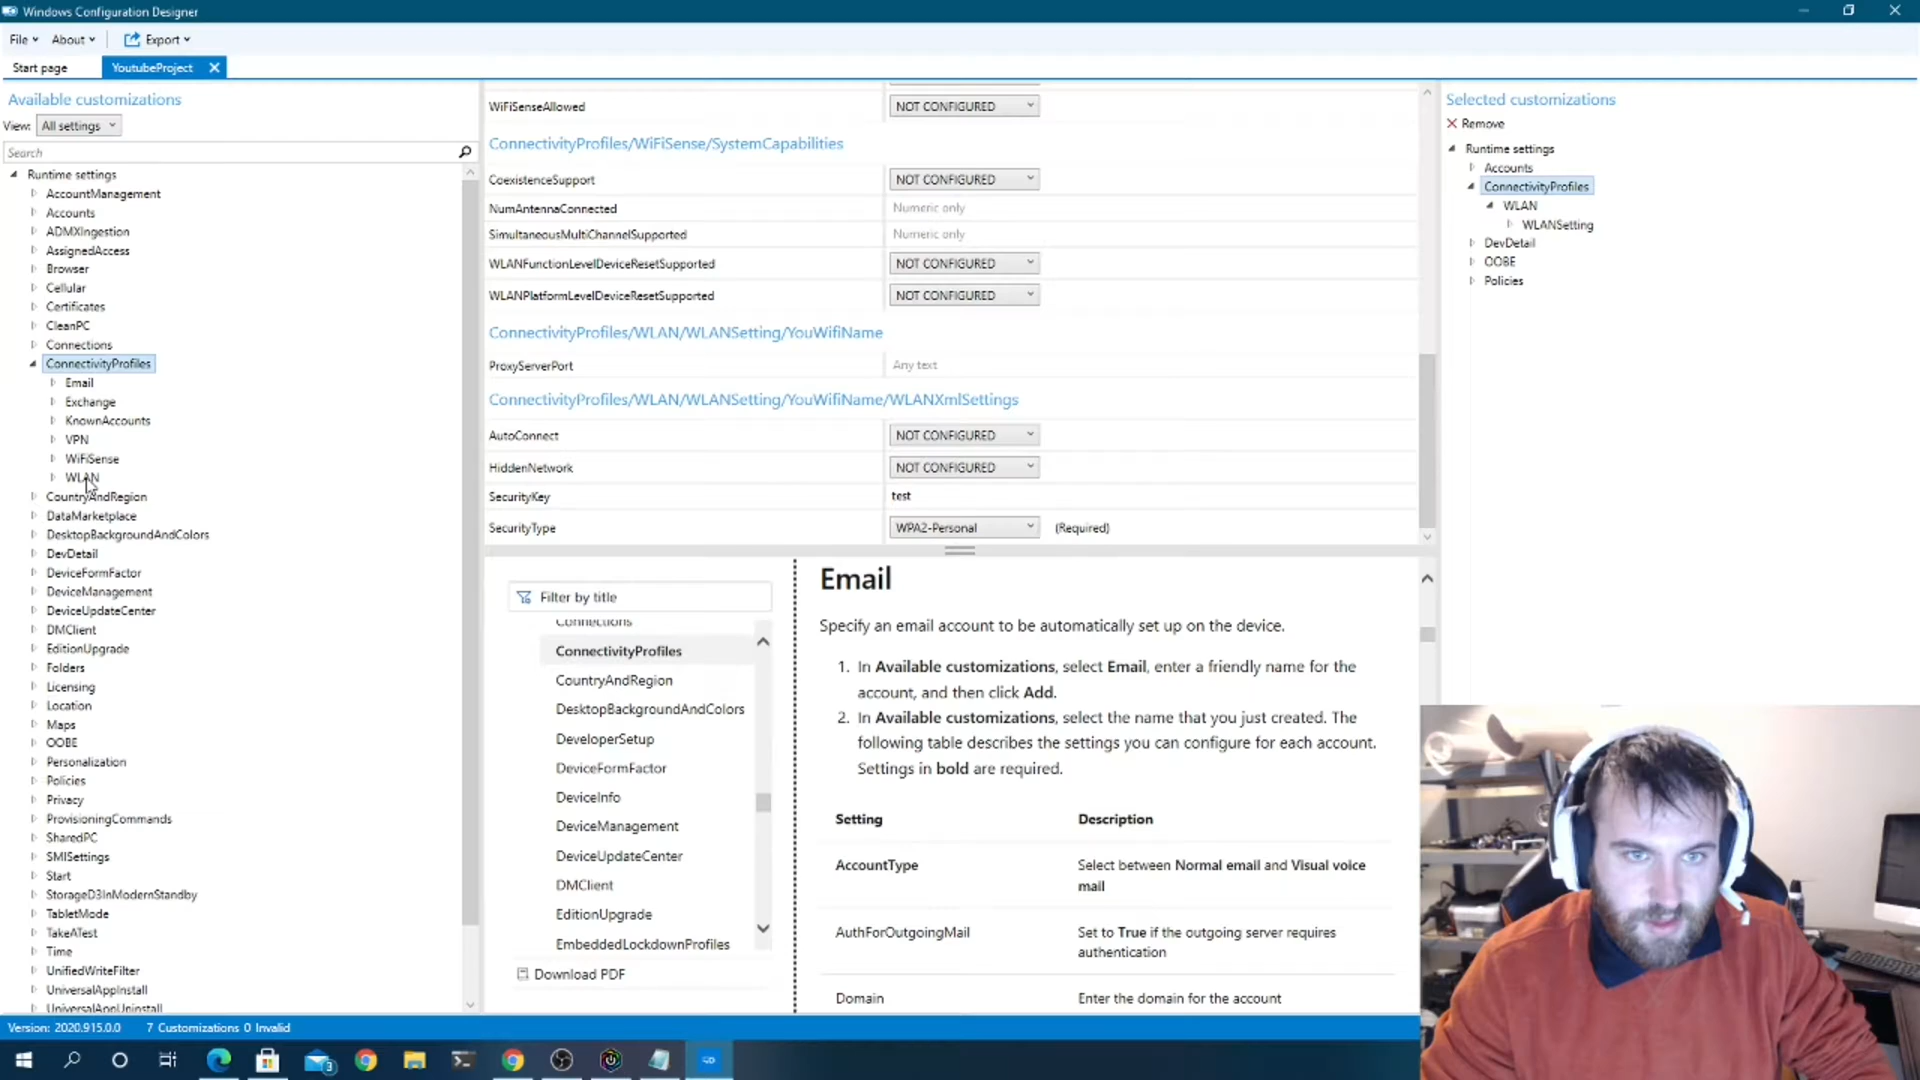 Windows Configuration Designer
File About Export
Start page YoutubeProject
Available customizations
View: All settings
Search
Runtime settings
AccountManagement
Accounts
ADMXIngestion
AssignedAccess
Browser
Cellular
Certificates
CleanPC
Connections
ConnectivityProfiles
Email
Exchange
KnownAccounts
VPN
WiFiSense
WLAN
CountryAndRegion
DataMarketplace
DesktopBackgroundAndColors
DevDetail
DeviceFormFactor
DeviceManagement
DeviceUpdateCenter
DMClient
EditionUpgrade
Folders
Licensing
Location
Maps
OOBE
Personalization
Policies
Privacy
ProvisioningCommands
SharedPC
SMISettings
Start
StorageD3InModernStandby
TabletMode
TakeATest
Time
UnifiedWriteFilter
UniversalAppInstall
UniversalAppUninstall
WiFiSenseAllowed NOT CONFIGURED
ConnectivityProfiles/WiFiSense/SystemCapabilities
CoexistenceSupport NOT CONFIGURED
NumAntennaConnected Numeric only
SimultaneousMultiChannelSupported Numeric only
WLANFunctionLevelDeviceResetSupported NOT CONFIGURED
WLANPlatformLevelDeviceResetSupported NOT CONFIGURED
ConnectivityProfiles/WLAN/WLANSetting/YouWifiName
ProxyServerPort Any text
ConnectivityProfiles/WLAN/WLANSetting/YouWifiName/WLANXmlSettings
AutoConnect NOT CONFIGURED
HiddenNetwork NOT CONFIGURED
SecurityKey test
SecurityType WPA2-Personal (Required)
Filter by title
Connections
ConnectivityProfiles
CountryAndRegion
DesktopBackgroundAndColors
DeveloperSetup
DeviceFormFactor
DeviceInfo
DeviceManagement
DeviceUpdateCenter
DMClient
EditionUpgrade
EmbeddedLockdownProfiles
Download PDF
Email
Specify an email account to be automatically set up on the device.
1. In Available customizations, select Email, enter a friendly name for the
account, and then click Add.
2. In Available customizations, select the name that you just created. The
following table describes the settings you can configure for each account.
Settings in bold are required.
Setting Description
AccountType Select between Normal email and Visual voice
mail
AuthForOutgoingMail Set to True if the outgoing server requires
authentication
Domain Enter the domain for the account
Selected customizations
Remove
Runtime settings
Accounts
ConnectivityProfiles
WLAN
WLANSetting
DevDetail
OOBE
Policies
Version: 2020.915.0.0 7 Customizations 0 Invalid
3